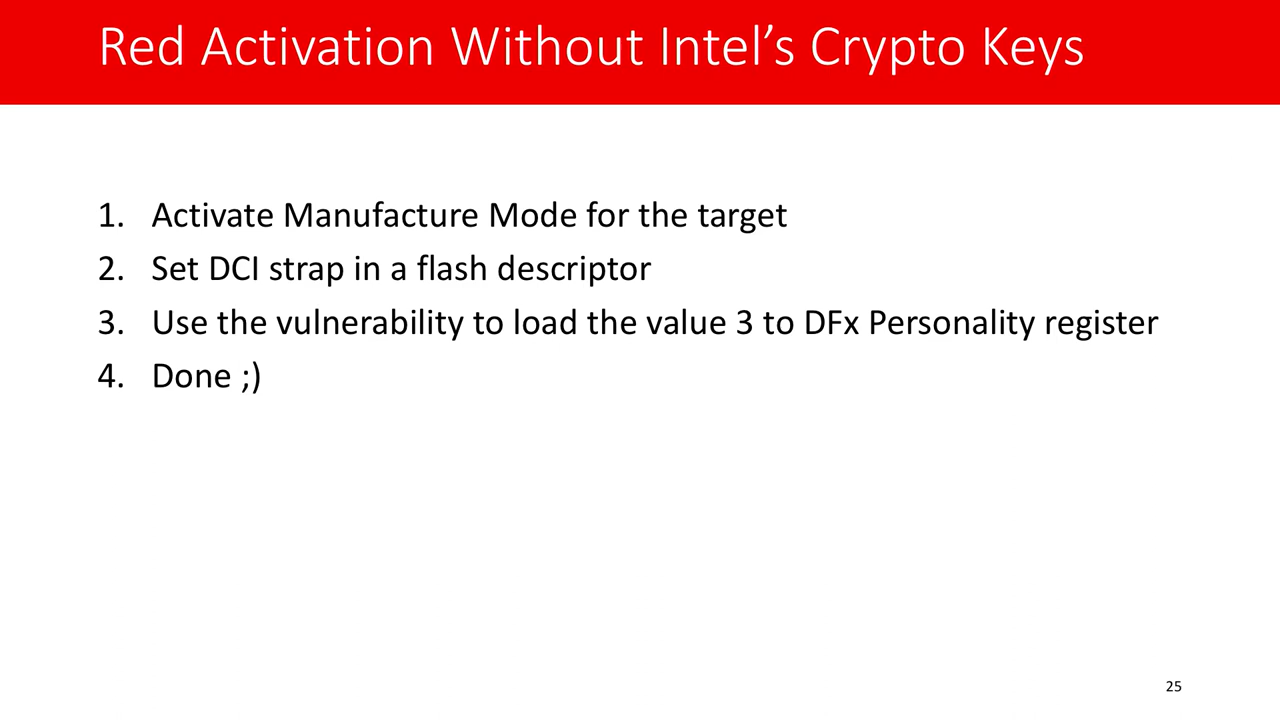 Red Activation Without Intel’s Crypto Keys
1. Activate Manufacture Mode for the target
2. Set DCI strap in a flash descriptor
3. Use the vulnerability to load the value 3 to DFx Personality register
4. Done ;)
25